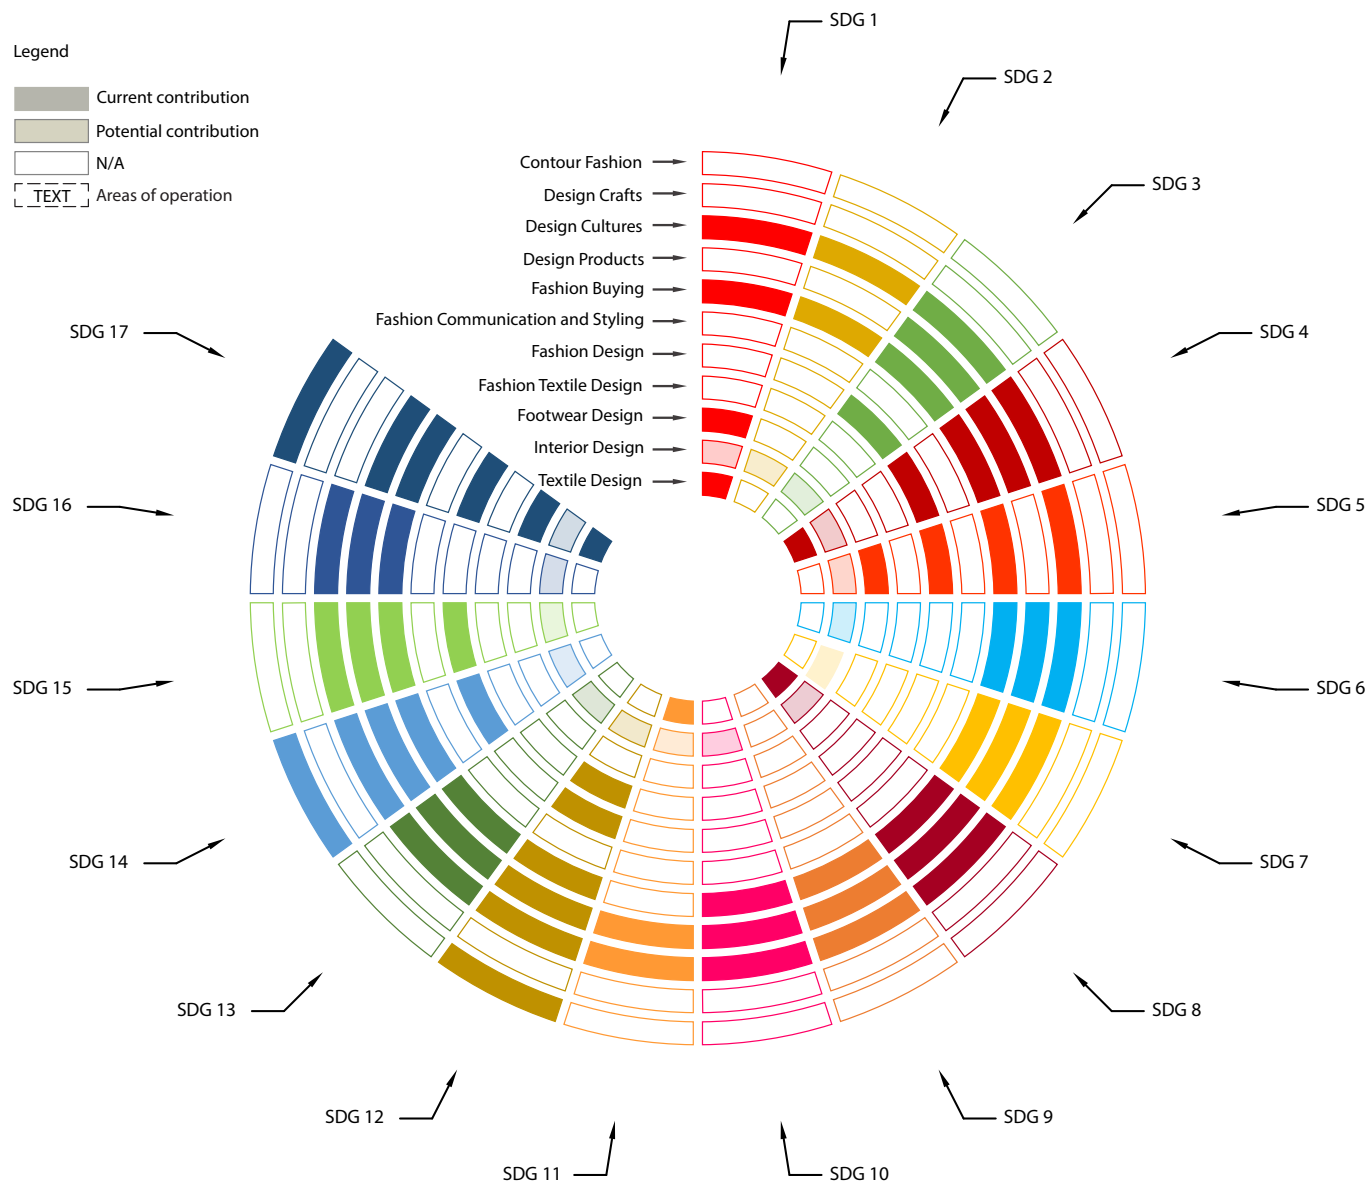 Legend
Current contribution
Potential contribution
N/A
TEXT Areas of operation
Contour Fashion
Design Crafts
Design Cultures
Design Products
Fashion Buying
Fashion Communication and Styling
Fashion Design
Fashion Textile Design
Footwear Design
Interior Design
Textile Design
SDG 1
SDG 2
SDG 3
SDG 4
SDG 5
SDG 6
SDG 7
SDG 8
SDG 9
SDG 10
SDG 11
SDG 12
SDG 13
SDG 14
SDG 15
SDG 16
SDG 17